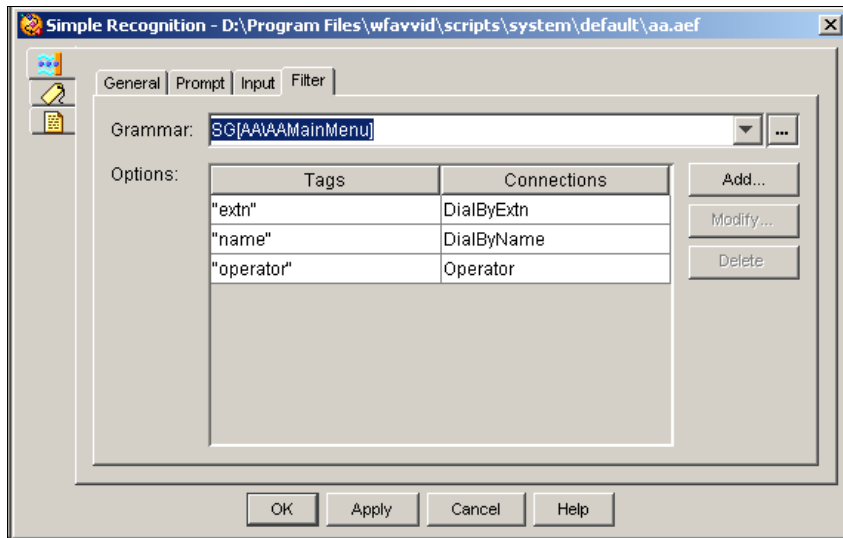 Simple Recognition - D:\Program Files\wfavvid\scripts\system\default\aa.aef
General Prompt Input Filter
Grammar: SG[AA\AAMainMenu] ...
Options: Tags Connections Add...
"extn" DialByExtn Modify...
"name" DialByName
"operator" Operator Delete
OK Apply Cancel Help